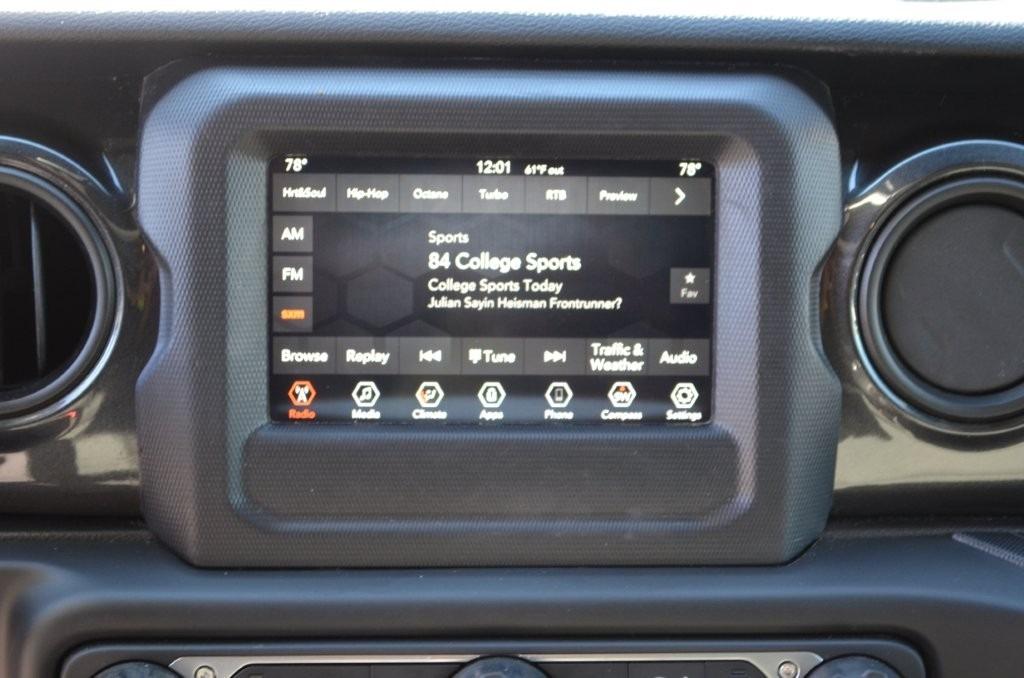 78° 12:01 61°F out 78°
Hrt&Soul Hip-Hop Octane Turbo RTB Preview
AM
FM
sxm
Sports
84 College Sports
College Sports Today
Julian Sayin Heisman Frontrunner?
Fav
Browse Replay Tune Traffic & Weather Audio
SW
Radio Media Climate Apps Phone Compass Settings